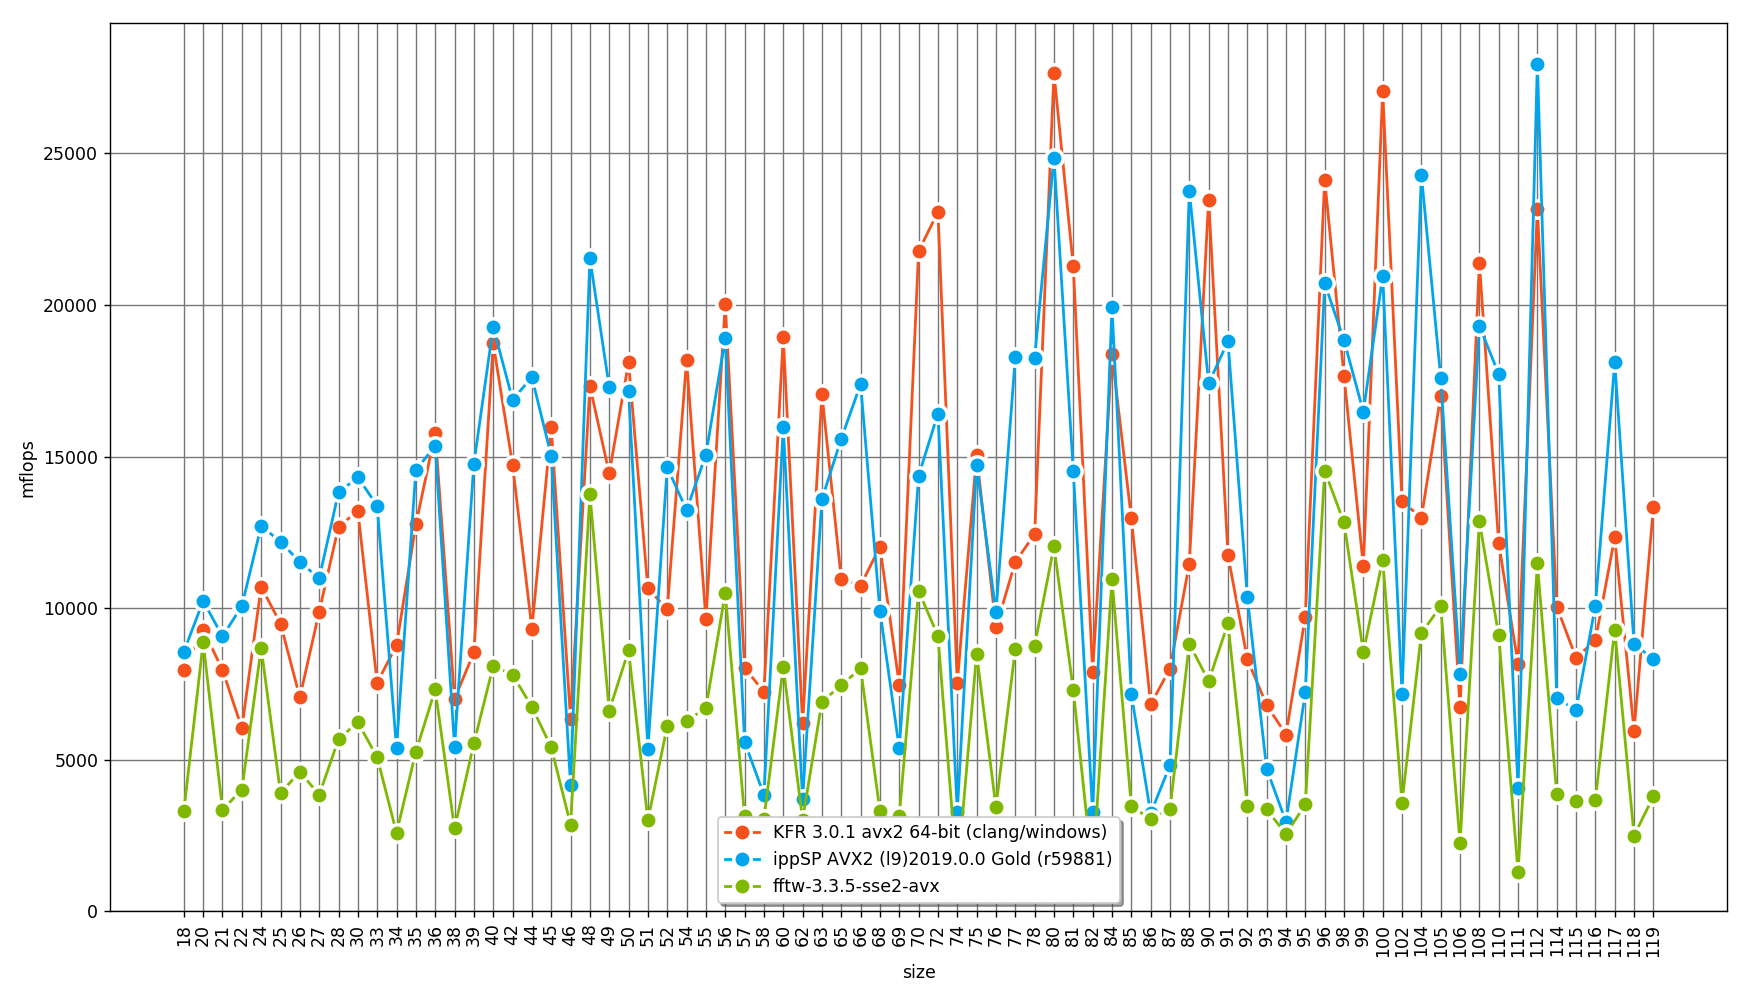 mflops
25000
20000
15000
10000
5000
0
KFR 3.0.1 avx2 64-bit (clang/windows)
ippSP AVX2 (l9)2019.0.0 Gold (r59881)
fftw-3.3.5-sse2-avx
18 20 21 22 24 25 26 27 28 30 33 34 35 36 38 39 40 42 44 45 46 48 49 50 51 52 54 55 56 57 58 60 62 63 65 66 68 69 70 72 74 75 76 77 78 80 81 82 84 85 86 87 88 90 91 92 93 94 95 96 98 99 100 102 104 105 106 108 110 111 112 114 115 116 117 118 119
size